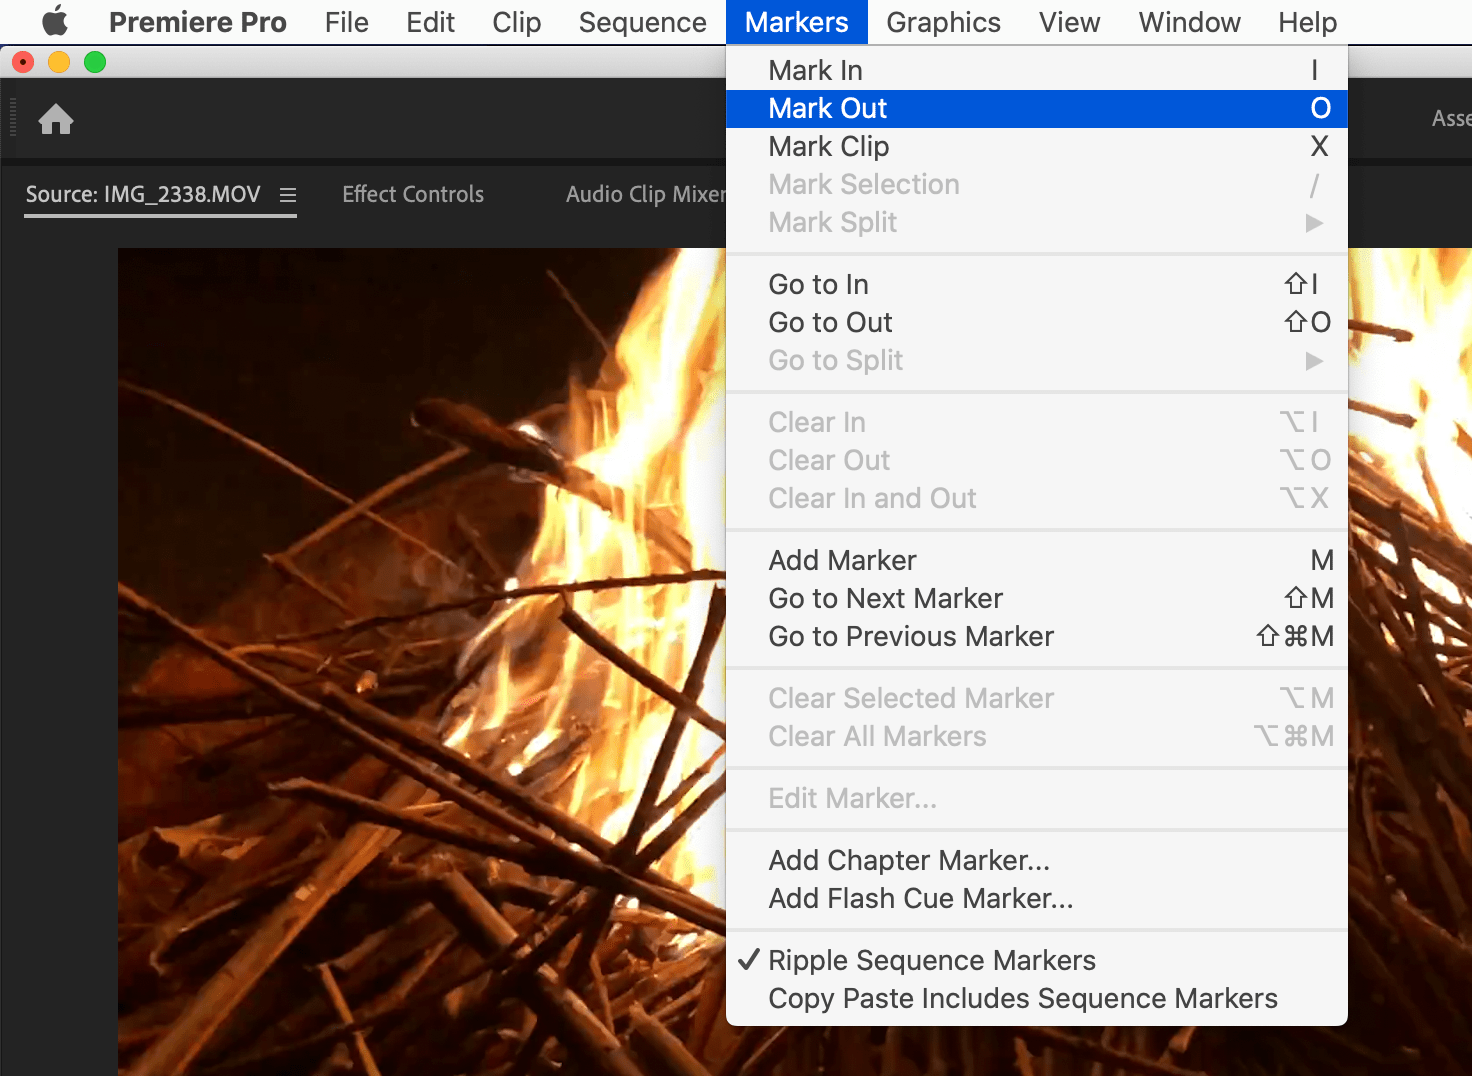 Premiere Pro File Edit Clip Sequence Markers Graphics View Window Help
Mark In I
Mark Out O
Mark Clip X
Mark Selection /
Mark Split ▶
Go to In ⇧I
Go to Out ⇧O
Go to Split ▶
Clear In ⌥I
Clear Out ⌥O
Clear In and Out ⌥X
Add Marker M
Go to Next Marker ⇧M
Go to Previous Marker ⇧⌘M
Clear Selected Marker ⌥M
Clear All Markers ⌥⌘M
Edit Marker...
Add Chapter Marker...
Add Flash Cue Marker...
✓ Ripple Sequence Markers
Copy Paste Includes Sequence Markers
Asse
Source: IMG_2338.MOV Effect Controls Audio Clip Mixer